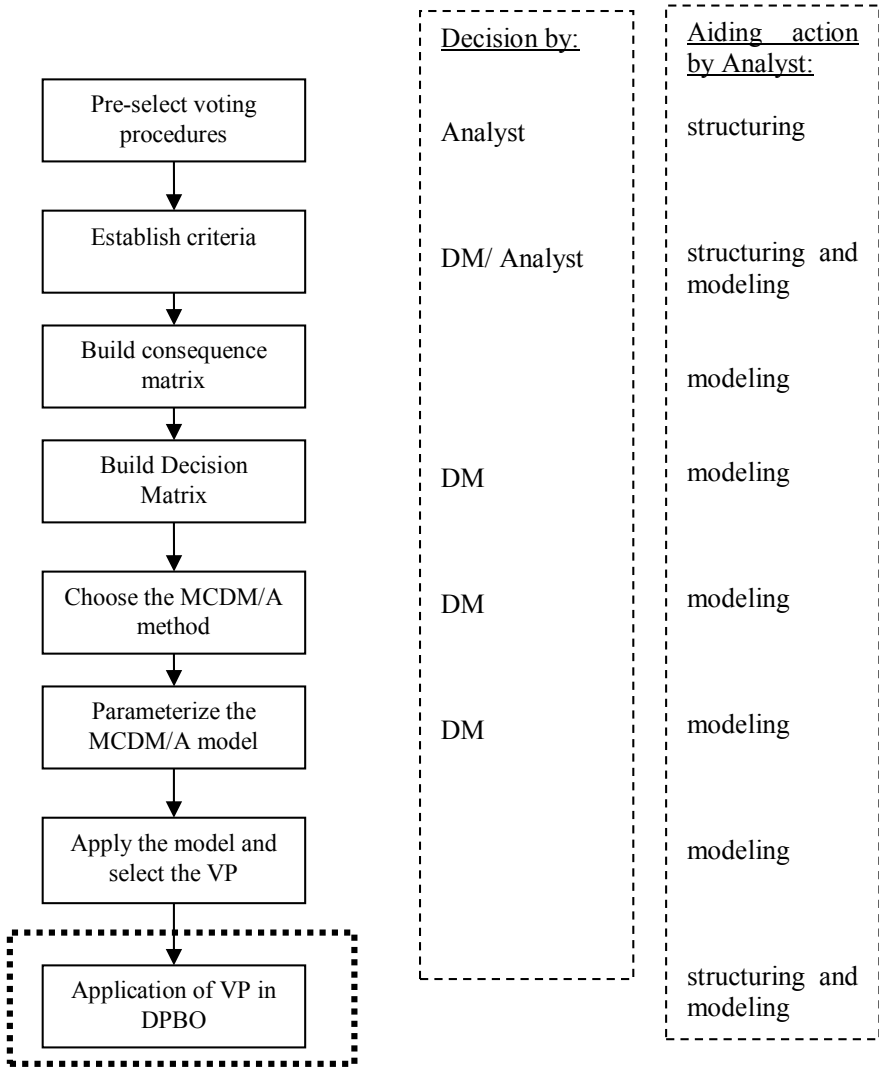 Pre-select voting
procedures
Establish criteria
Build consequence
matrix
Build Decision
Matrix
Choose the MCDM/A
method
Parameterize the
MCDM/A model
Apply the model and
select the VP
Application of VP in
DPBO
Decision by:
Analyst
DM/ Analyst
DM
DM
DM
Aiding action
by Analyst:
structuring
structuring and
modeling
modeling
modeling
modeling
modeling
modeling
structuring and
modeling